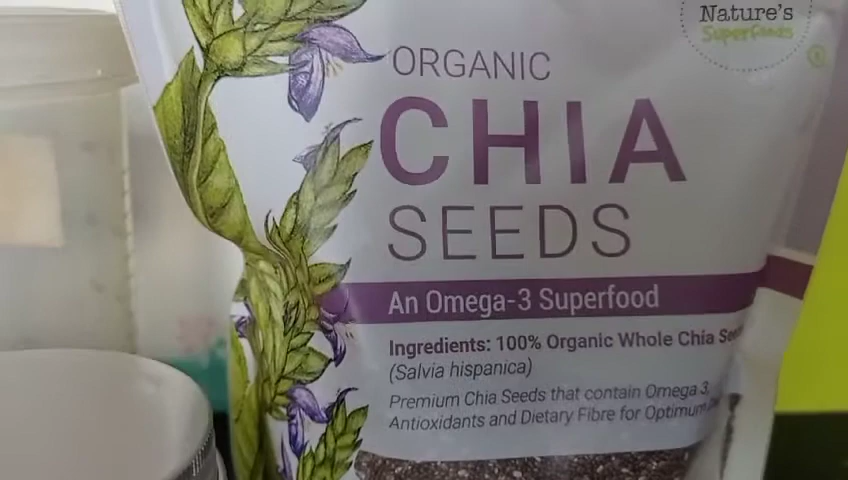 Nature's
Superfoods
ORGANIC
CHIA
SEEDS
An Omega-3 Superfood
Ingredients: 100% Organic Whole Chia
(Salvia hispanica)
Premium Chia Seeds that contain Omega 3,
Antioxidants and Dietary Fibre for Optimum